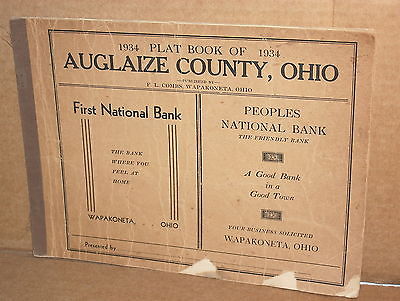 1934 PLAT BOOK OF 1934
AUGLAIZE COUNTY, OHIO
PUBLISHED BY
F. L. COMBS, WAPAKONETA, OHIO
First National Bank
THE BANK
WHERE YOU
FEEL AT
HOME
WAPAKONETA, OHIO
Presented by
PEOPLES
NATIONAL BANK
THE FRIENDLY BANK
A Good Bank
in a
Good Town
YOUR BUSINESS SOLICITED
WAPAKONETA, OHIO